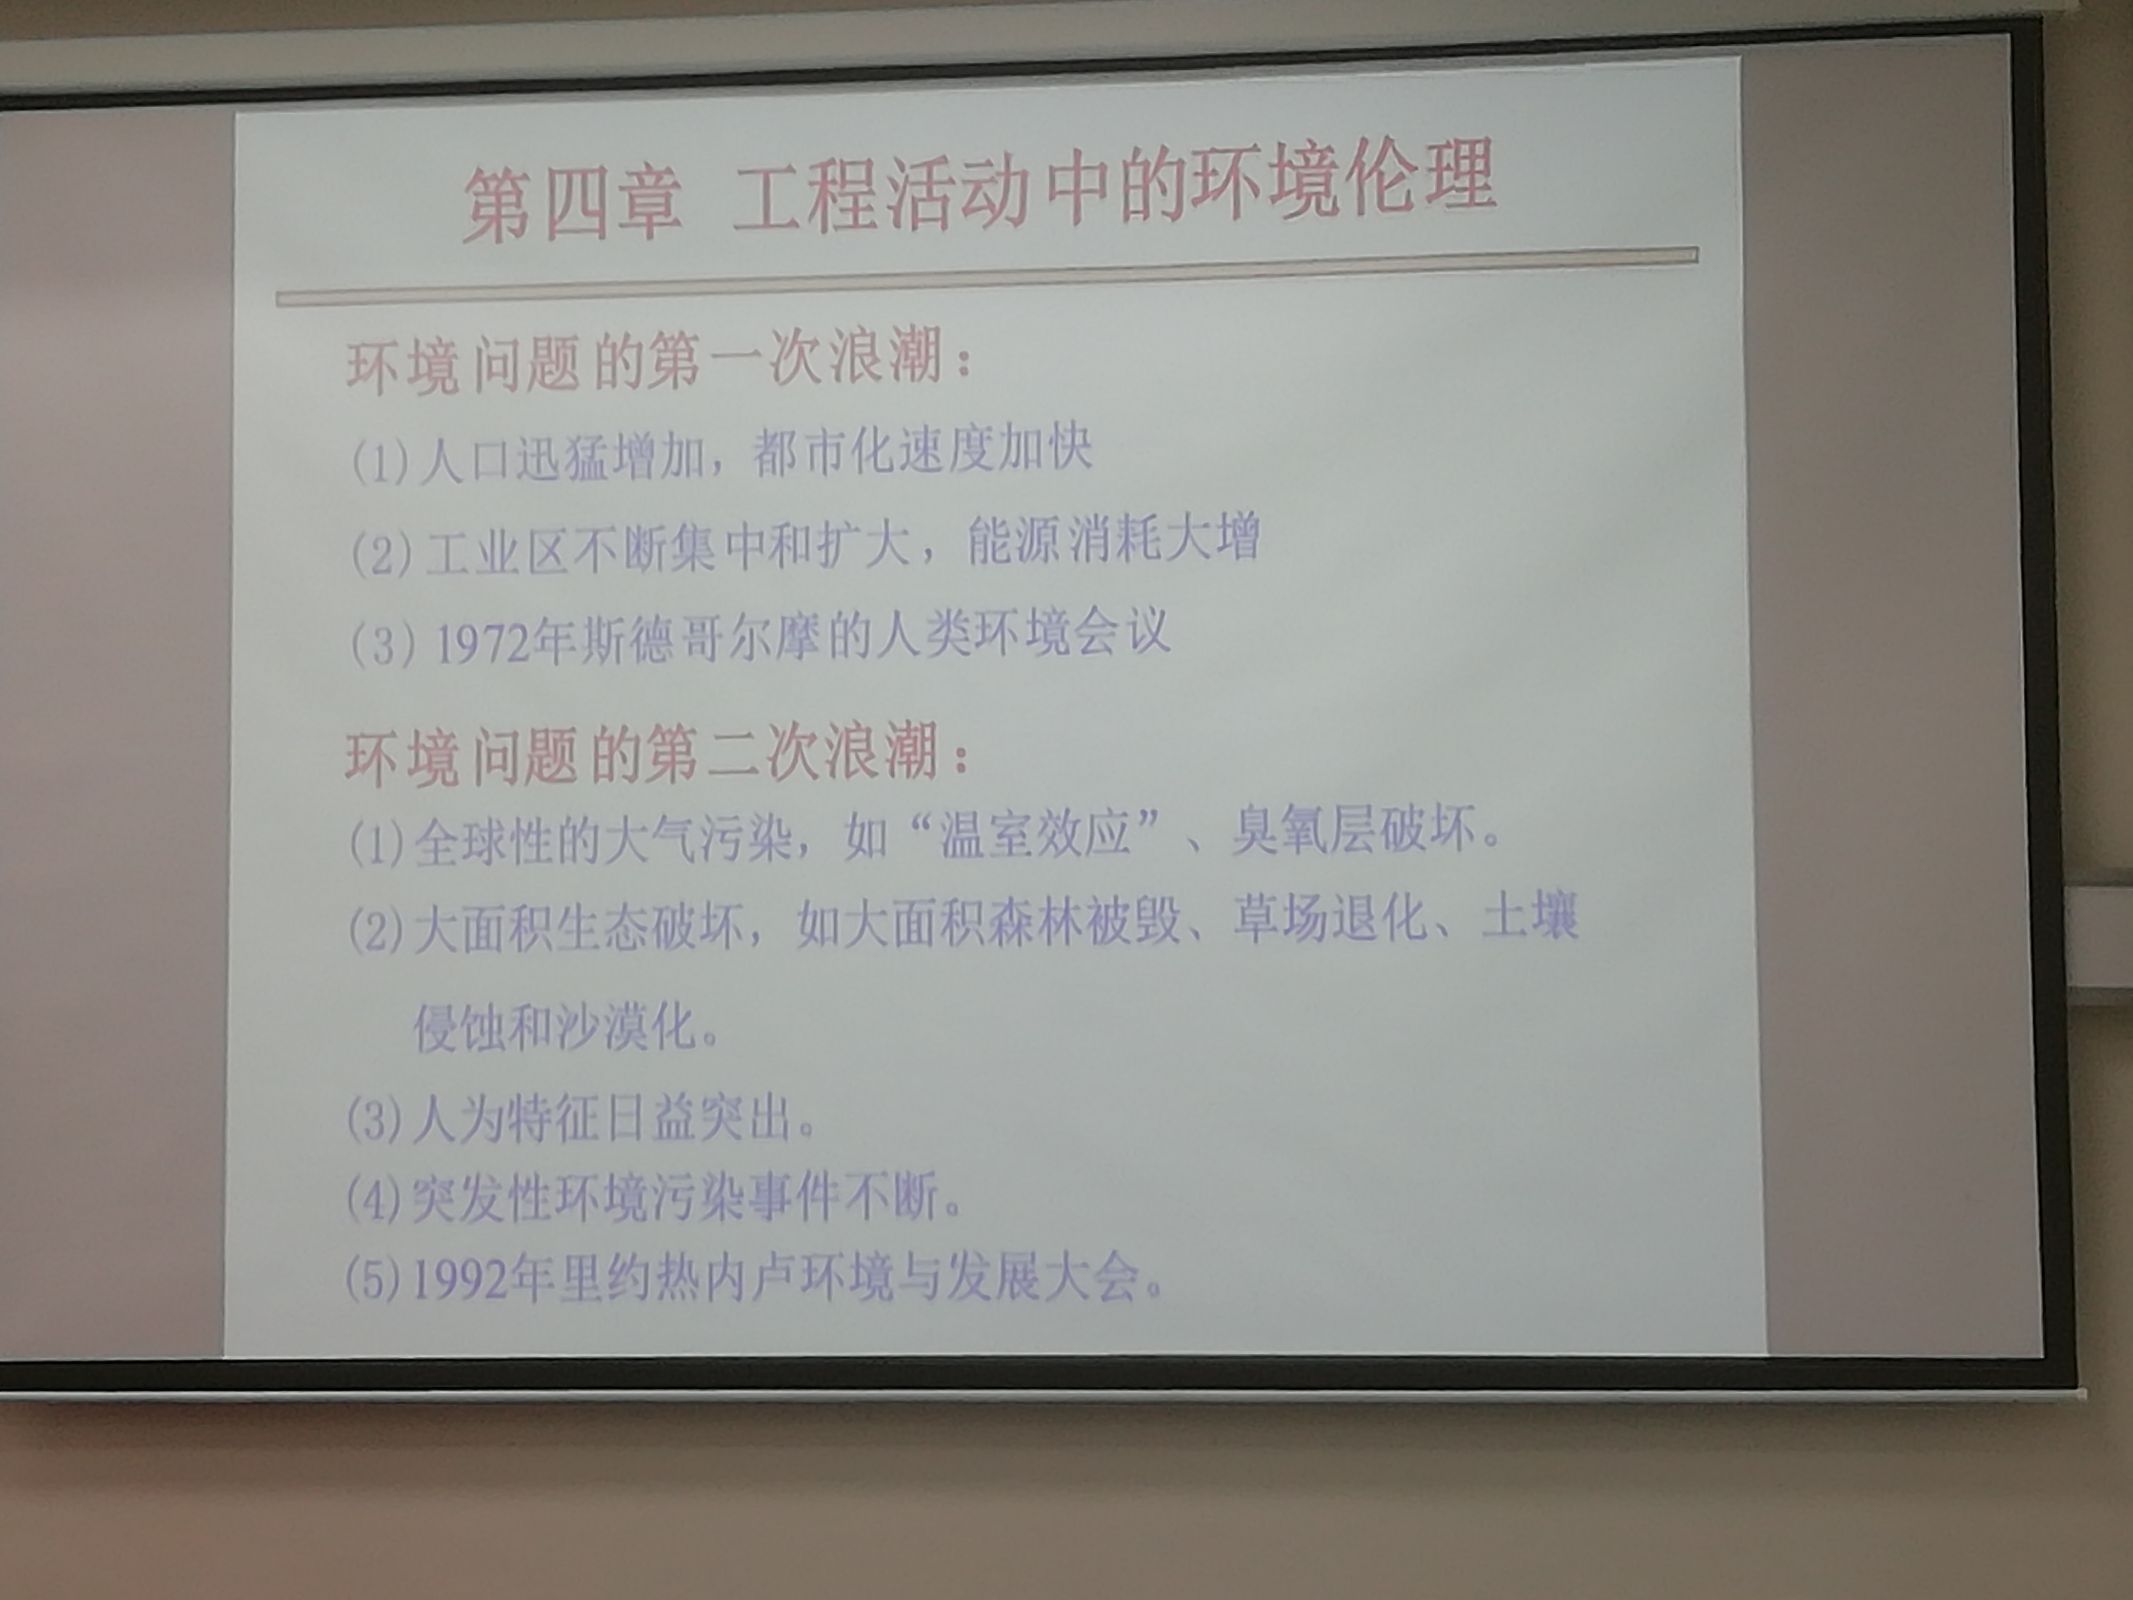 第四章 工程活动中的环境伦理
环境问题的第一次浪潮：
(1)人口迅猛增加，都市化速度加快
(2)工业区不断集中和扩大，能源消耗大增
(3) 1972年斯德哥尔摩的人类环境会议
环境问题的第二次浪潮：
(1)全球性的大气污染，如“温室效应”、臭氧层破坏。
(2)大面积生态破坏，如大面积森林被毁、草场退化、土壤
侵蚀和沙漠化。
(3)人为特征日益突出。
(4)突发性环境污染事件不断。
(5)1992年里约热内卢环境与发展大会。